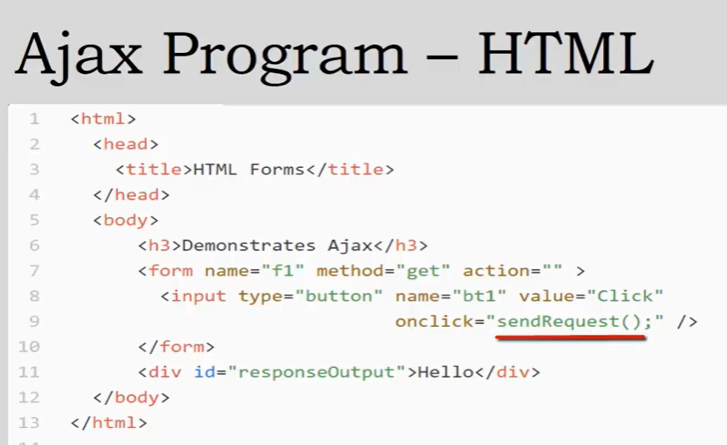 Ajax Program – HTML
1 <html>
2 <head>
3 <title>HTML Forms</title>
4 </head>
5 <body>
6 <h3>Demonstrates Ajax</h3>
7 <form name="f1" method="get" action="" >
8 <input type="button" name="bt1" value="Click"
9 onclick="sendRequest();" />
10 </form>
11 <div id="responseOutput">Hello</div>
12 </body>
13 </html>